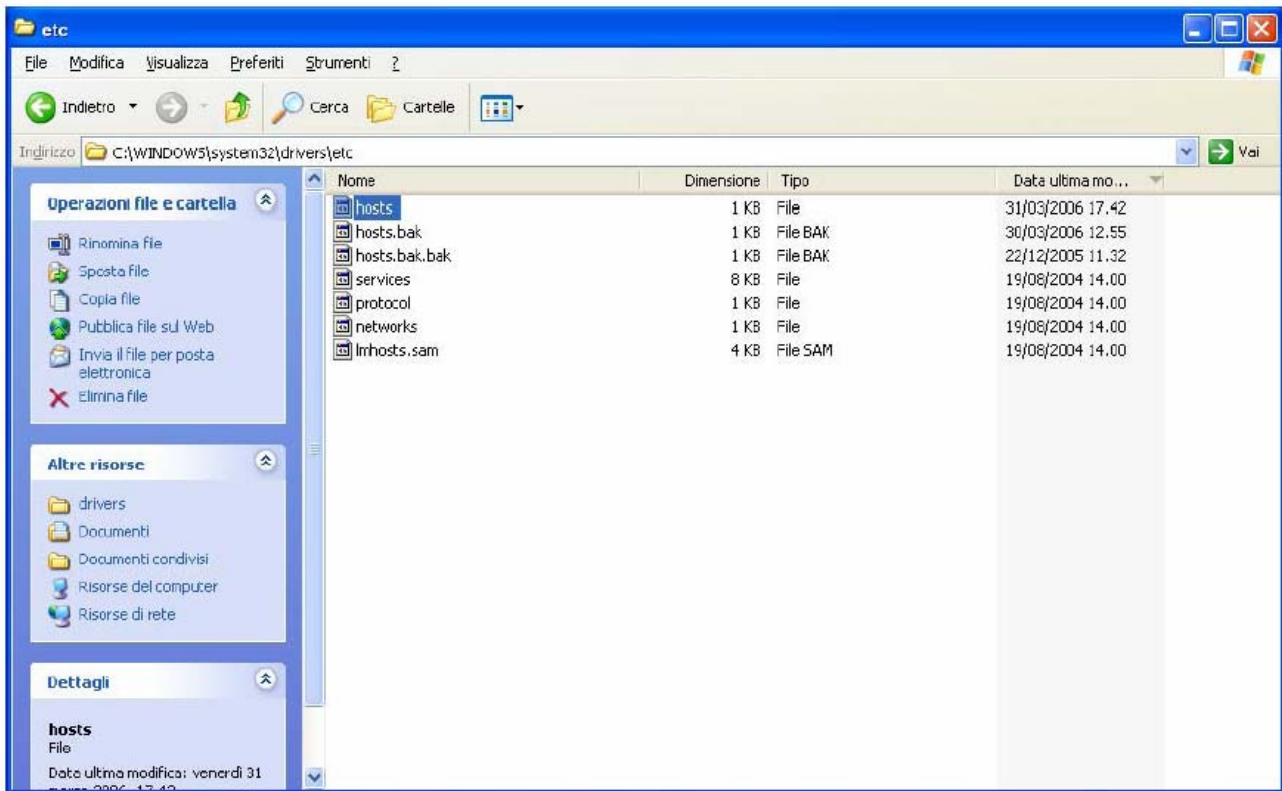 etc
File Modifica Visualizza Preferiti Strumenti ?
Indietro Cerca Cartelle
Indirizzo C:\WINDOWS\system32\drivers\etc Vai
Operazioni file e cartella
Rinomina file
Sposta file
Copia file
Pubblica file sul Web
Invia il file per posta
elettronica
Elimina file
Altre risorse
drivers
Documenti
Documenti condivisi
Risorse del computer
Risorse di rete
Dettagli
hosts
File
Data ultima modifica: venerdì 31
marzo 2006, 17.42
Nome Dimensione Tipo Data ultima mo...
hosts 1 KB File 31/03/2006 17.42
hosts.bak 1 KB File BAK 30/03/2006 12.55
hosts.bak.bak 1 KB File BAK 22/12/2005 11.32
services 8 KB File 19/08/2004 14.00
protocol 1 KB File 19/08/2004 14.00
networks 1 KB File 19/08/2004 14.00
lmhosts.sam 4 KB File SAM 19/08/2004 14.00